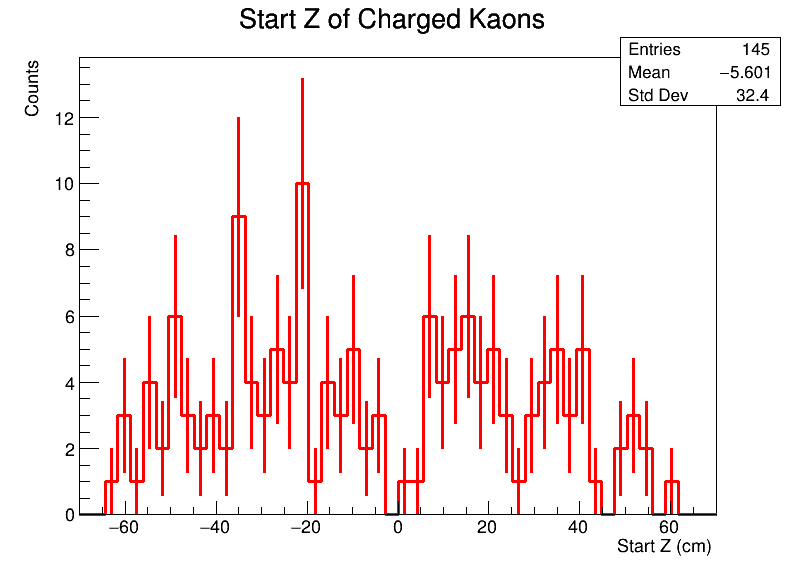 Start Z of Charged Kaons
Entries 145
Mean −5.601
Std Dev 32.4
Counts
12
10
8
6
4
2
0
−60 −40 −20 0 20 40 60
Start Z (cm)